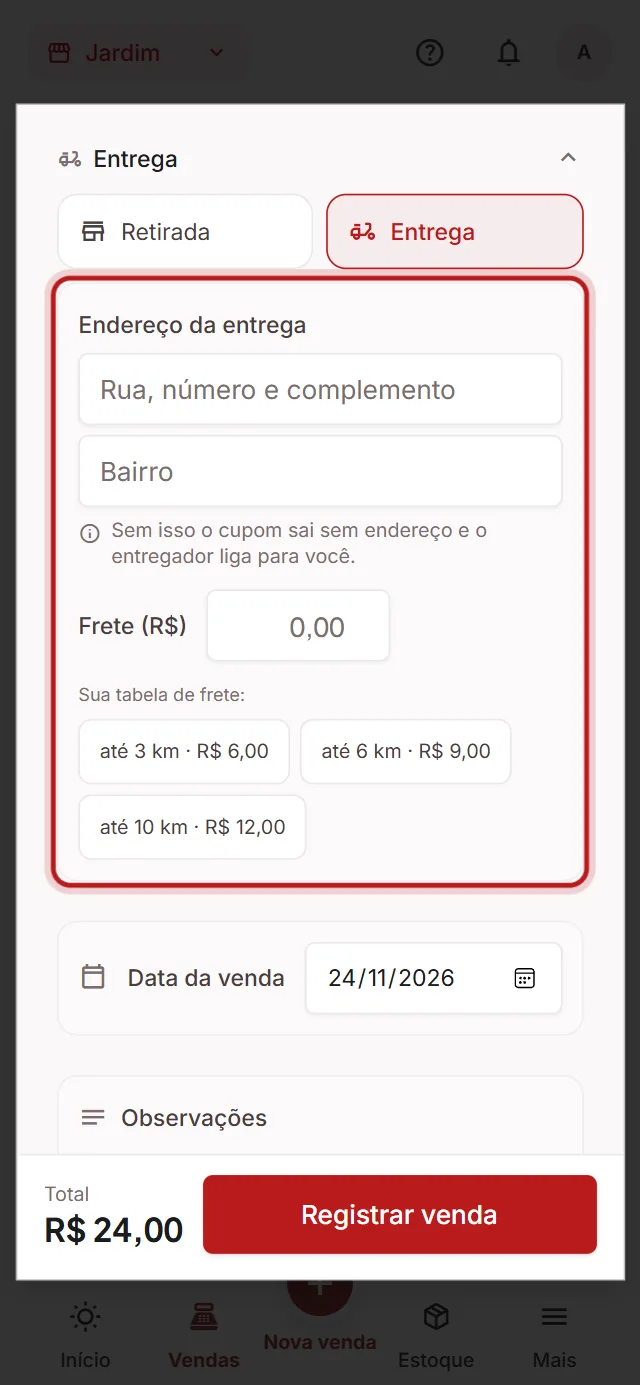 Jardim
A
Entrega
Retirada
Entrega
Endereço da entrega
Rua, número e complemento
Bairro
Sem isso o cupom sai sem endereço e o
entregador liga para você.
Frete (R$)
0,00
Sua tabela de frete:
até 3 km · R$ 6,00
até 6 km · R$ 9,00
até 10 km · R$ 12,00
Data da venda
24/11/2026
Observações
Total
R$ 24,00
Registrar venda
Início
Vendas
Nova venda
Estoque
Mais